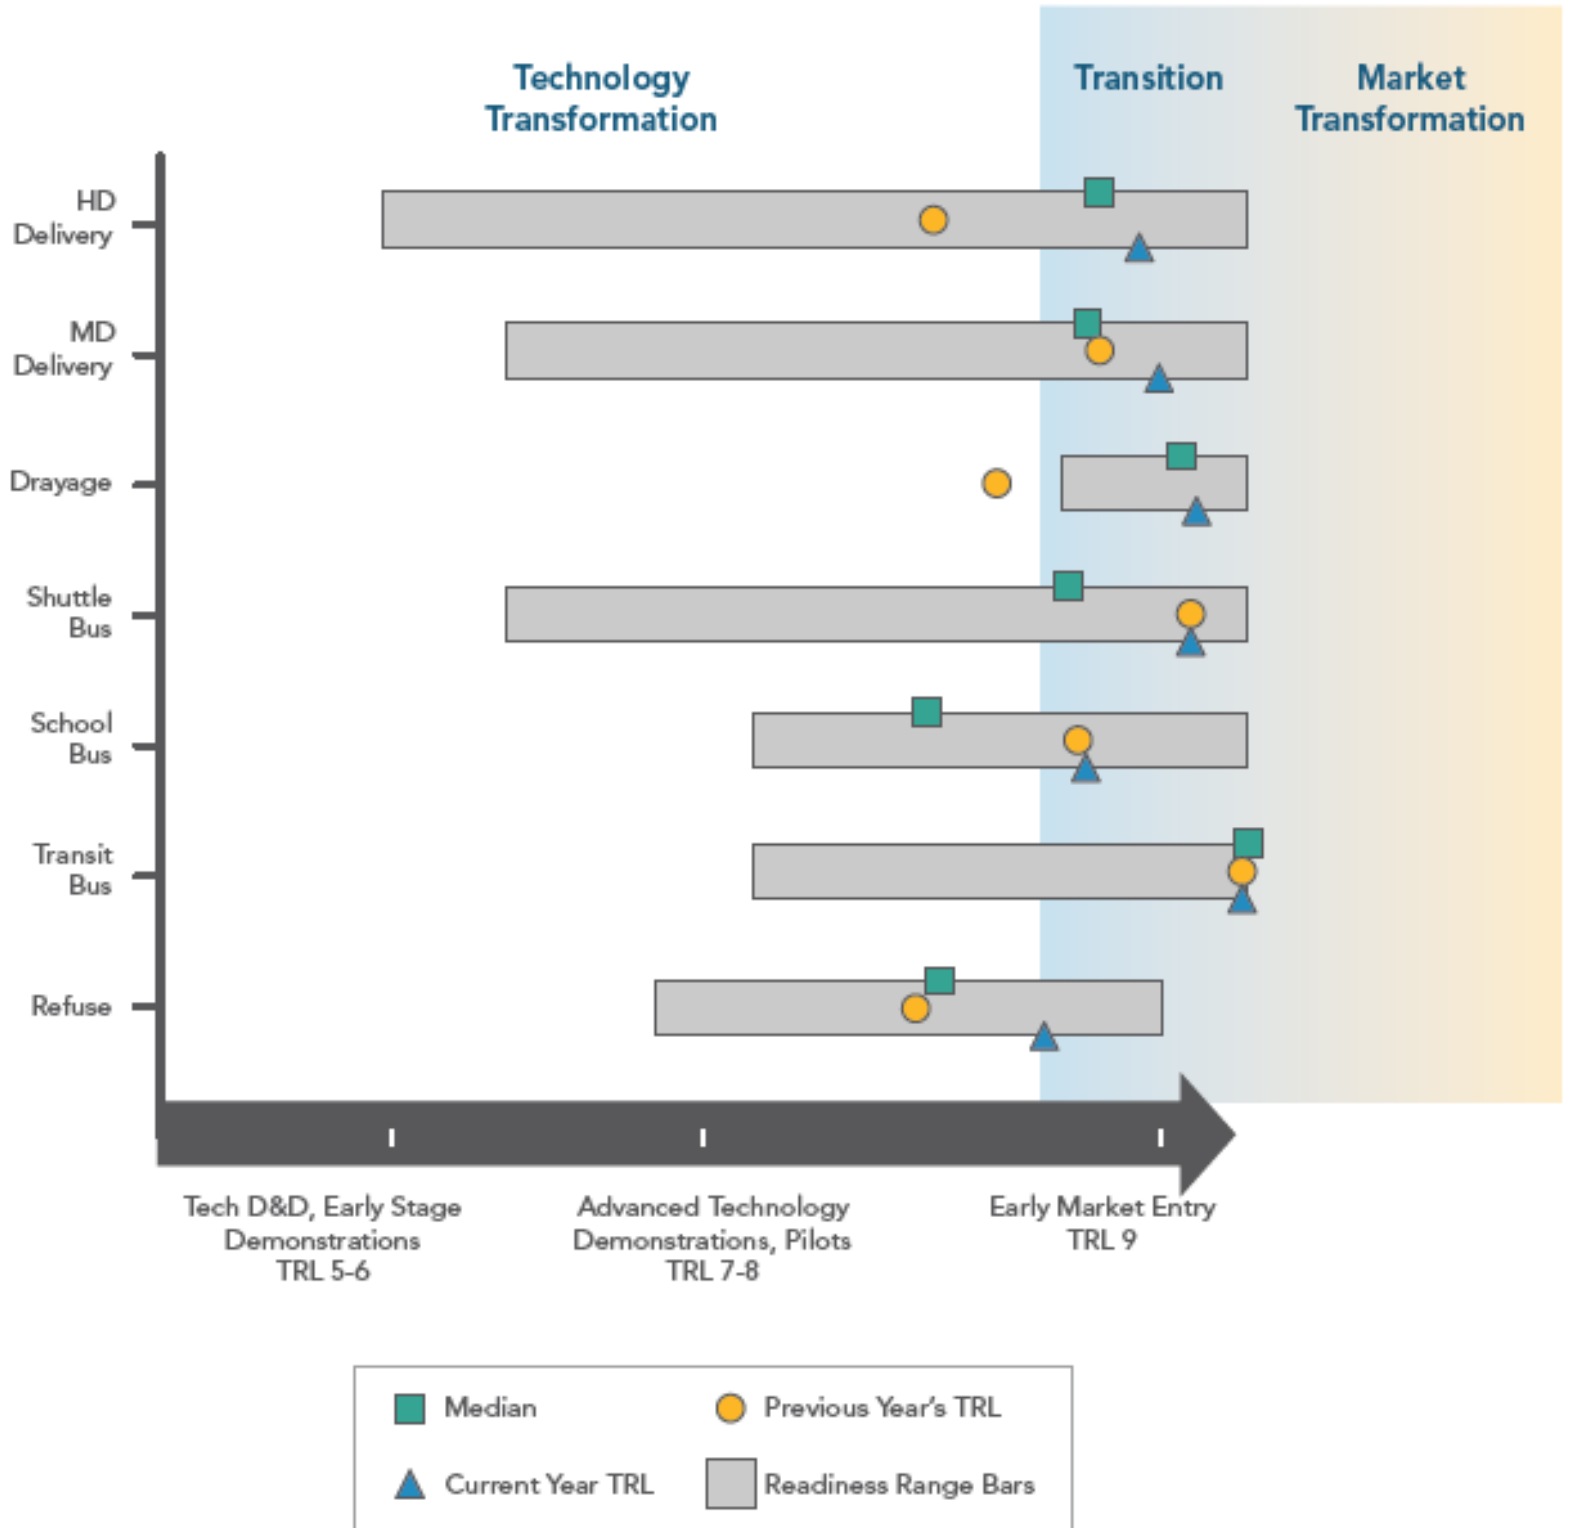 Technology
Transformation
Transition
Market
Transformation
HD
Delivery
MD
Delivery
Drayage
Shuttle
Bus
School
Bus
Transit
Bus
Refuse
Tech D&D, Early Stage
Demonstrations
TRL 5-6
Advanced Technology
Demonstrations, Pilots
TRL 7-8
Early Market Entry
TRL 9
Median
Previous Year's TRL
Current Year TRL
Readiness Range Bars